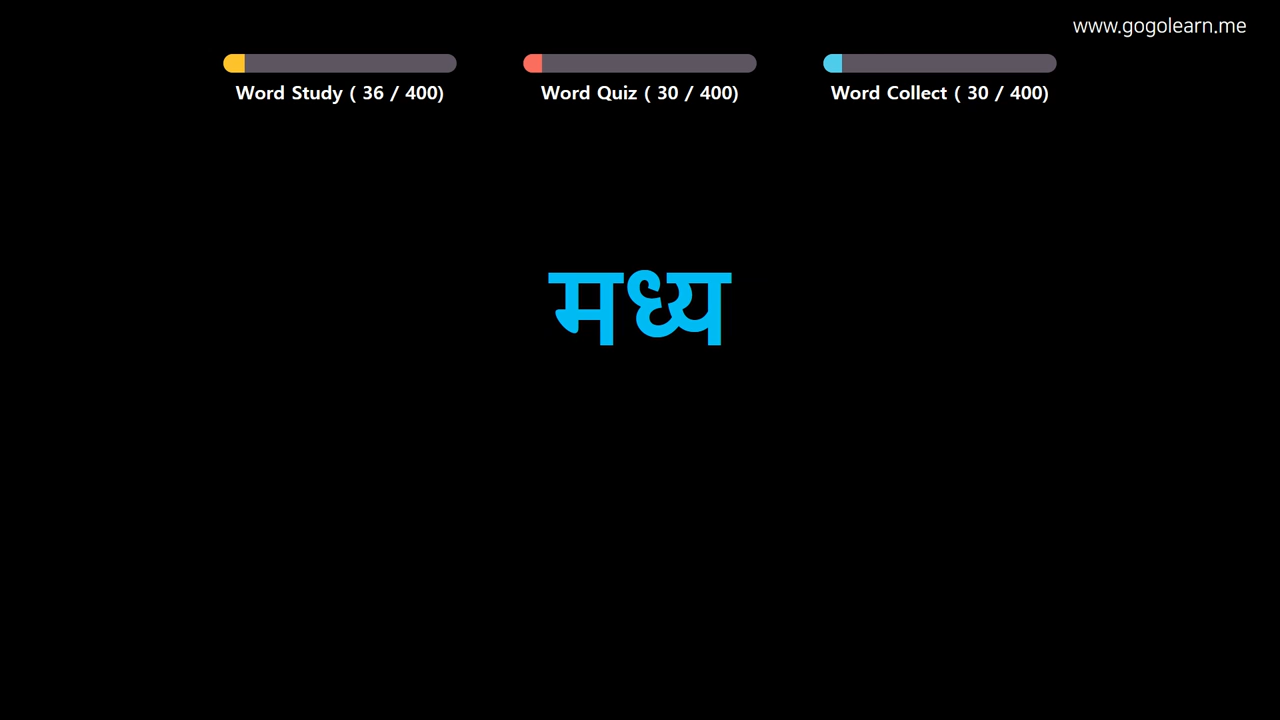 www.gogolearn.me
Word Study ( 36 / 400)
Word Quiz ( 30 / 400)
Word Collect ( 30 / 400)
मध्य